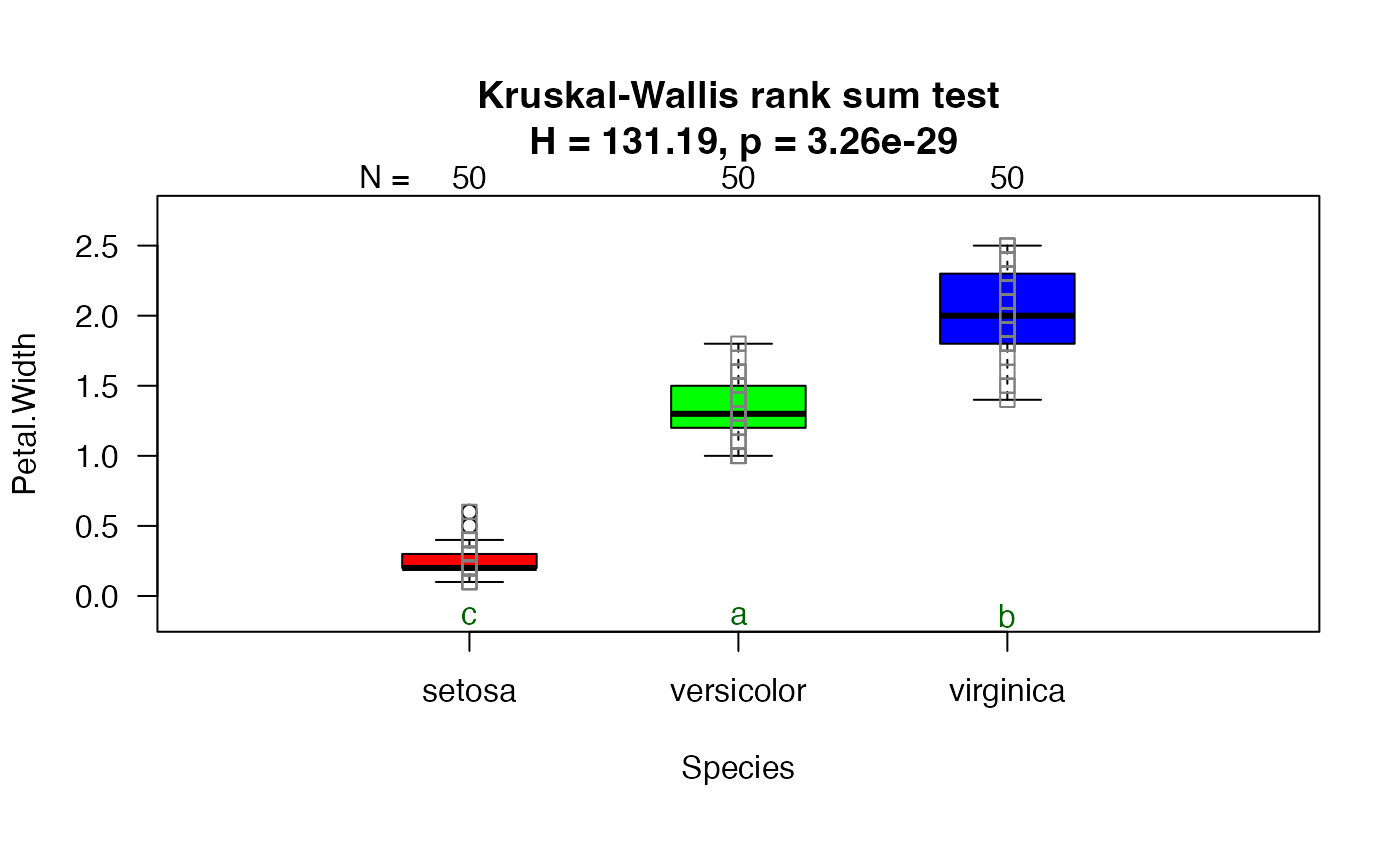 Kruskal-Wallis rank sum test
H = 131.19, p = 3.26e-29
N = 50 50 50
Petal.Width
2.5
2.0
1.5
1.0
0.5
0.0
c a b
setosa versicolor virginica
Species